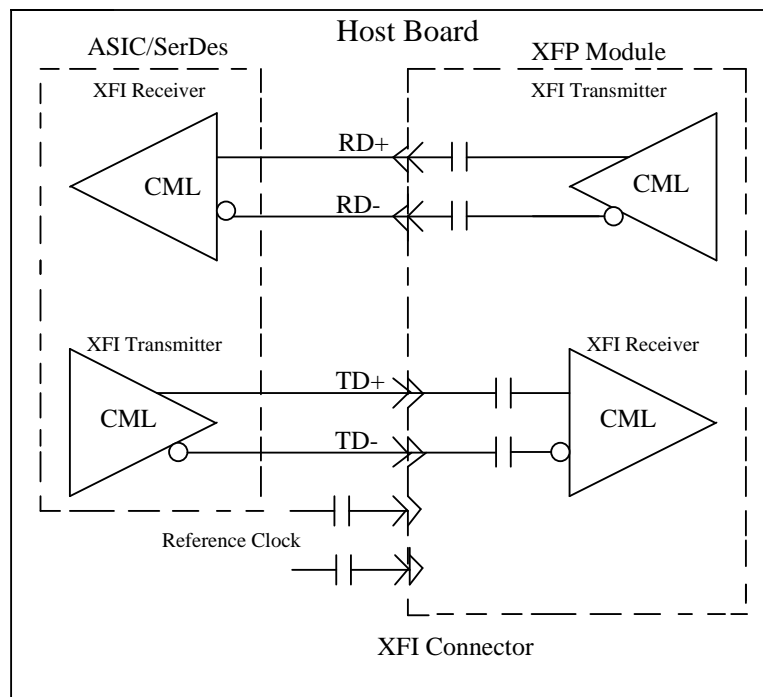 Host Board
ASIC/SerDes
XFP Module
XFI Receiver
XFI Transmitter
RD+
CML
CML
RD-
XFI Transmitter
XFI Receiver
TD+
CML
CML
TD-
Reference Clock
XFI Connector